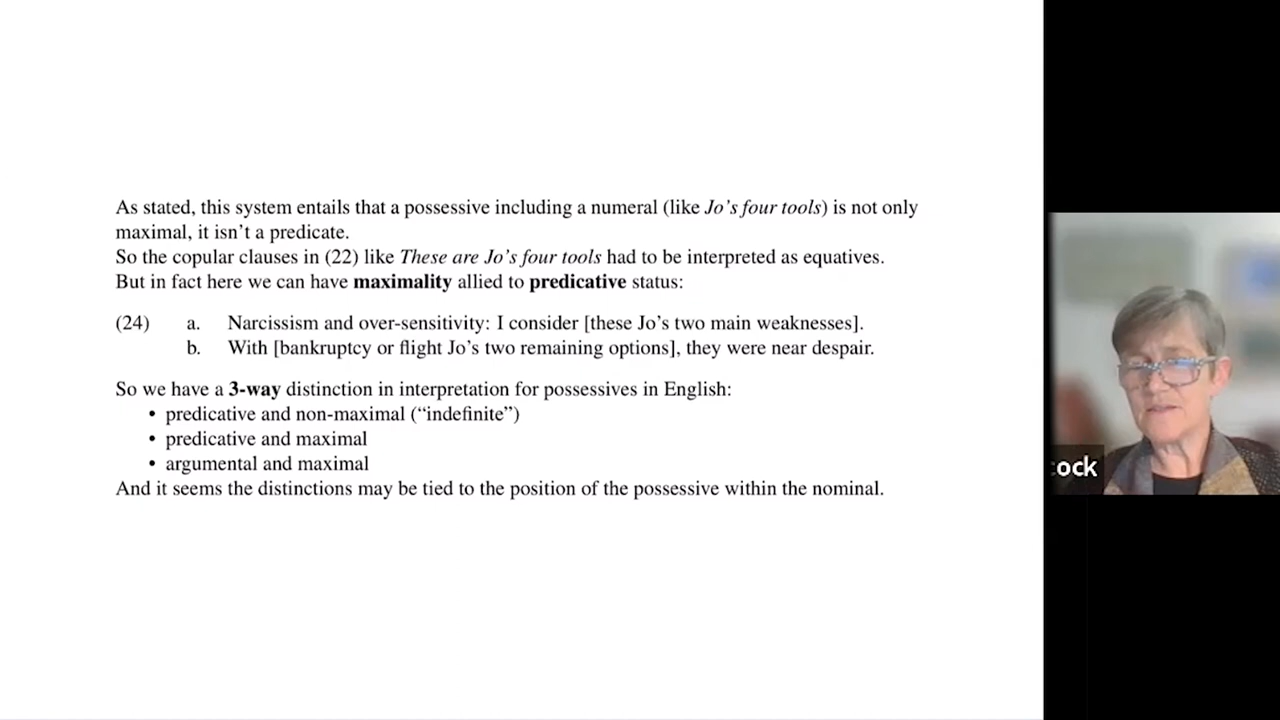 As stated, this system entails that a possessive including a numeral (like Jo’s four tools) is not only
maximal, it isn’t a predicate.
So the copular clauses in (22) like These are Jo’s four tools had to be interpreted as equatives.
But in fact here we can have maximality allied to predicative status:
(24) a. Narcissism and over-sensitivity: I consider [these Jo’s two main weaknesses].
b. With [bankruptcy or flight Jo’s two remaining options], they were near despair.
So we have a 3-way distinction in interpretation for possessives in English:
• predicative and non-maximal (“indefinite”)
• predicative and maximal
• argumental and maximal
And it seems the distinctions may be tied to the position of the possessive within the nominal.
cock